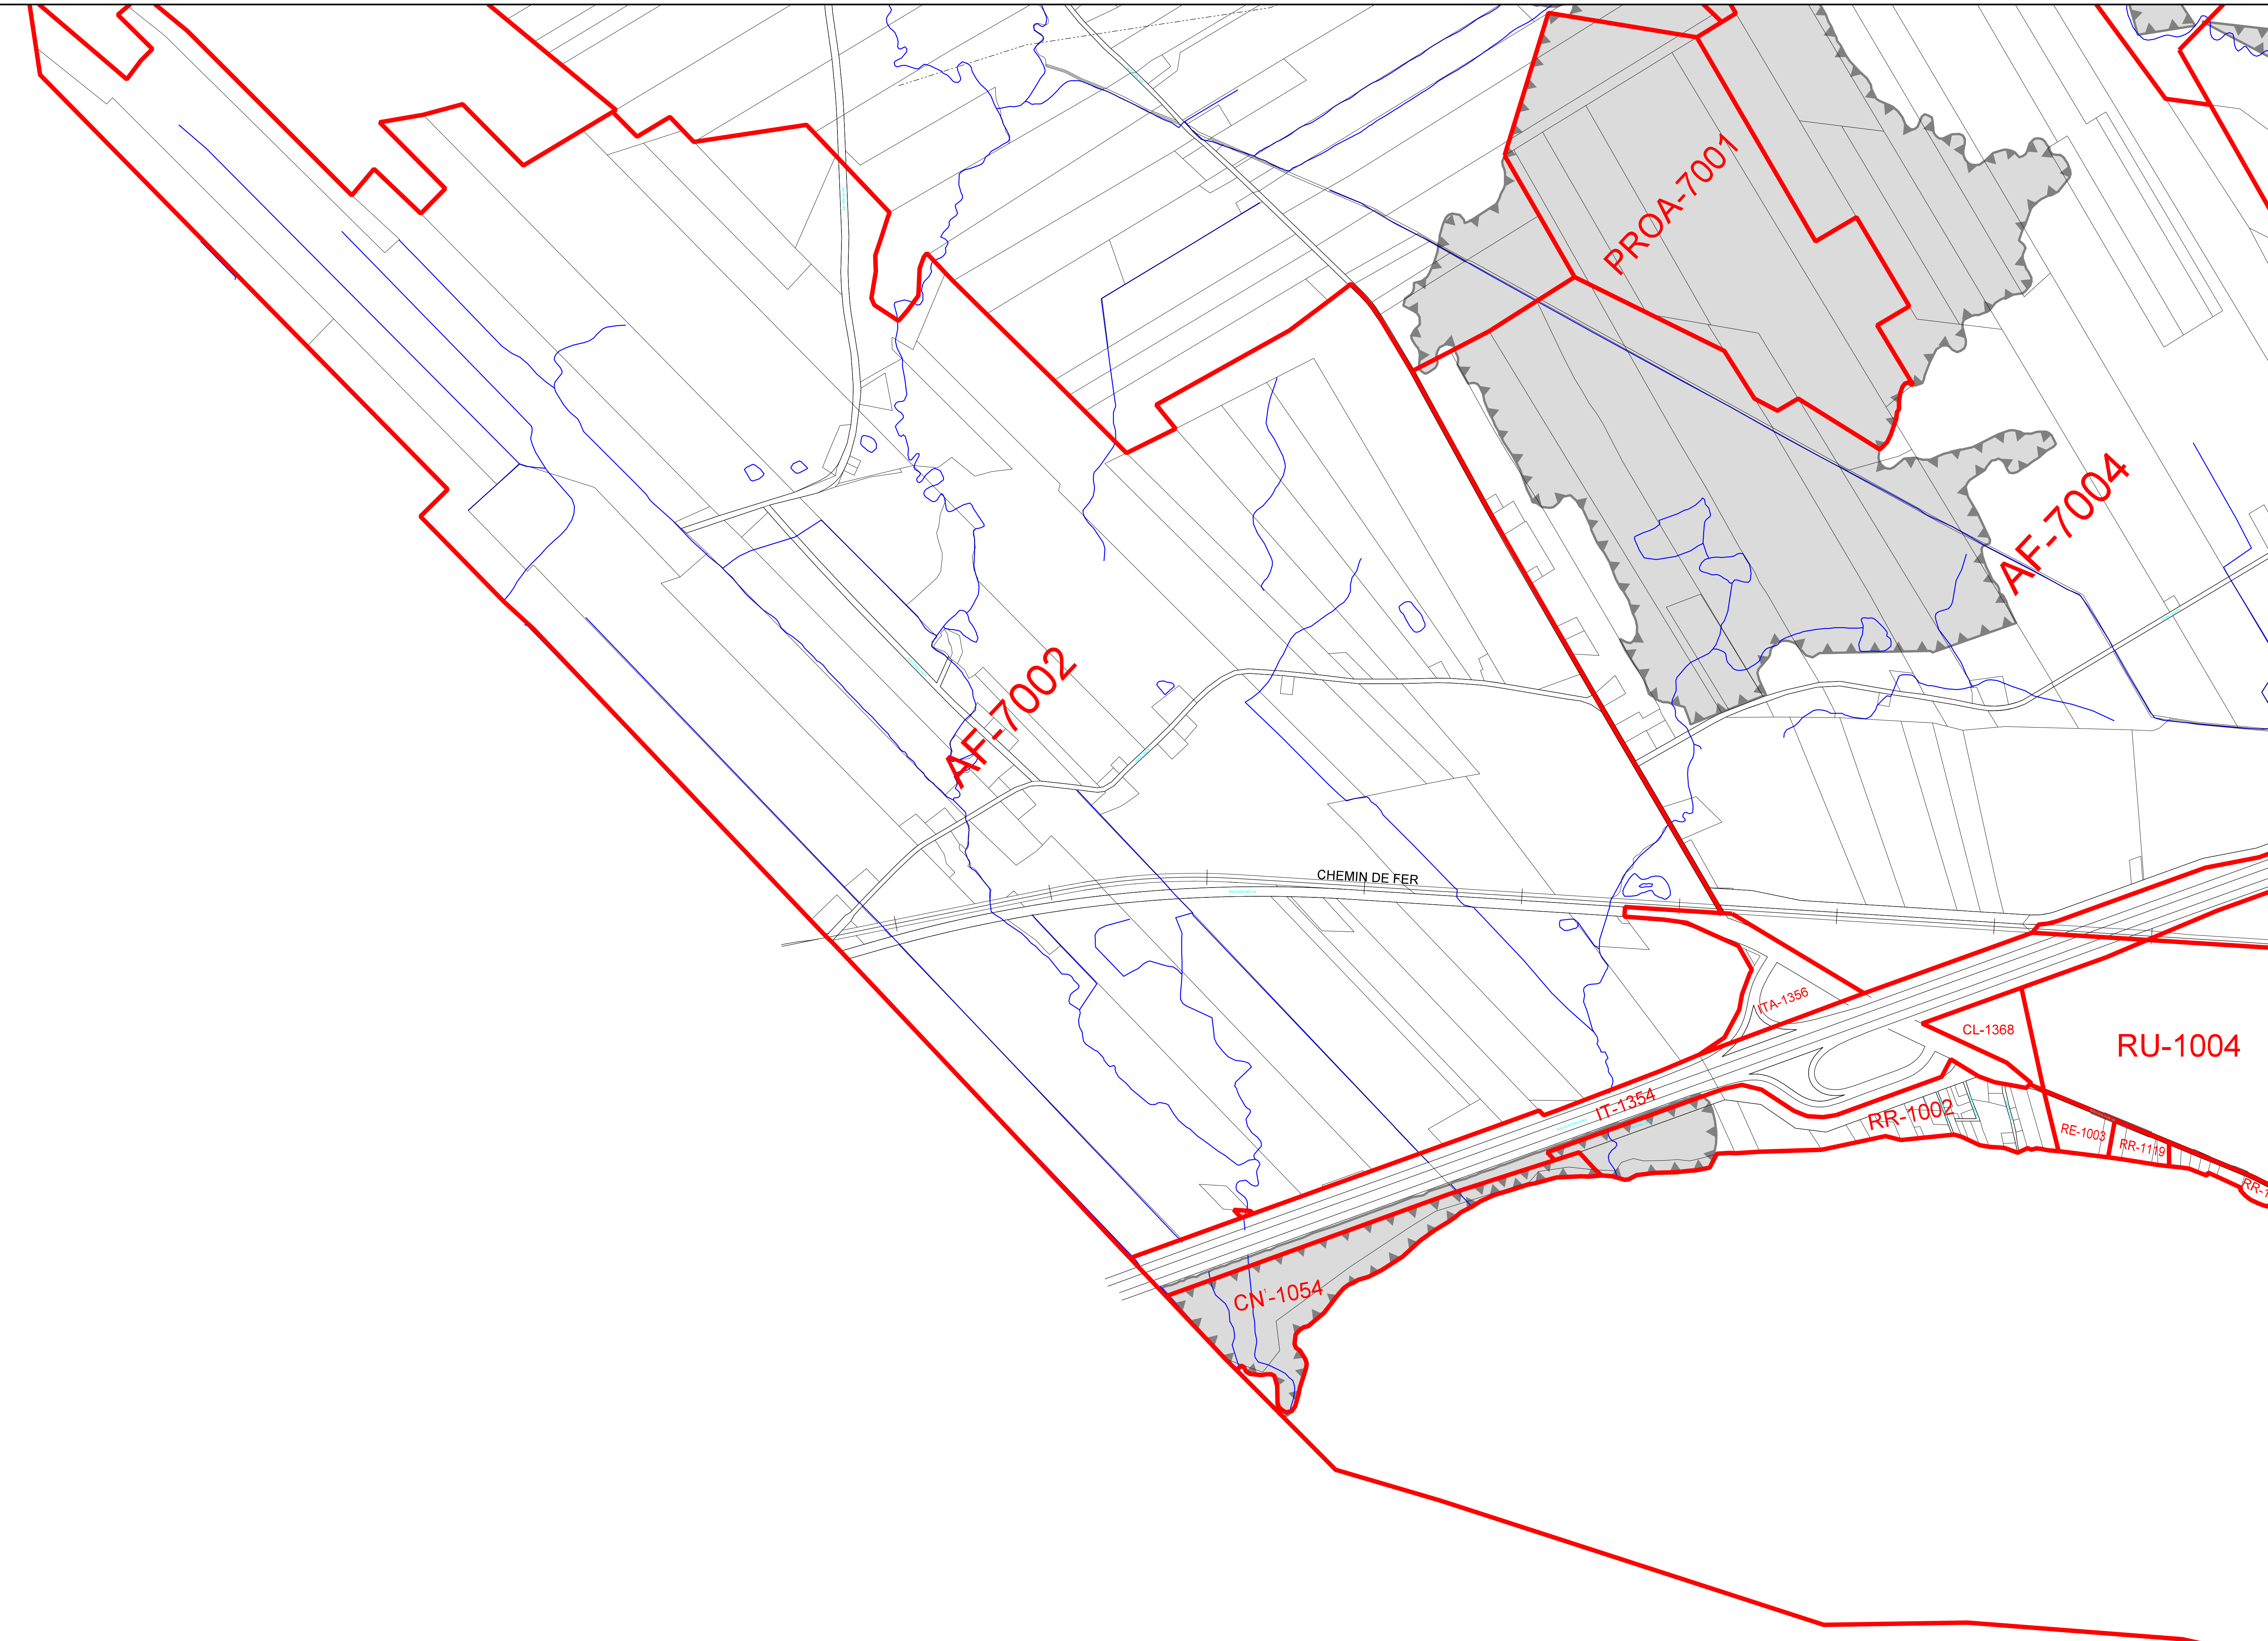 PROA-7001
AF-7004
AF-7002
CHEMIN DE FER
ITA-1356
CL-1368
RU-1004
IT-1354
RR-1002
RE-1003
RR-1119
CN-1054